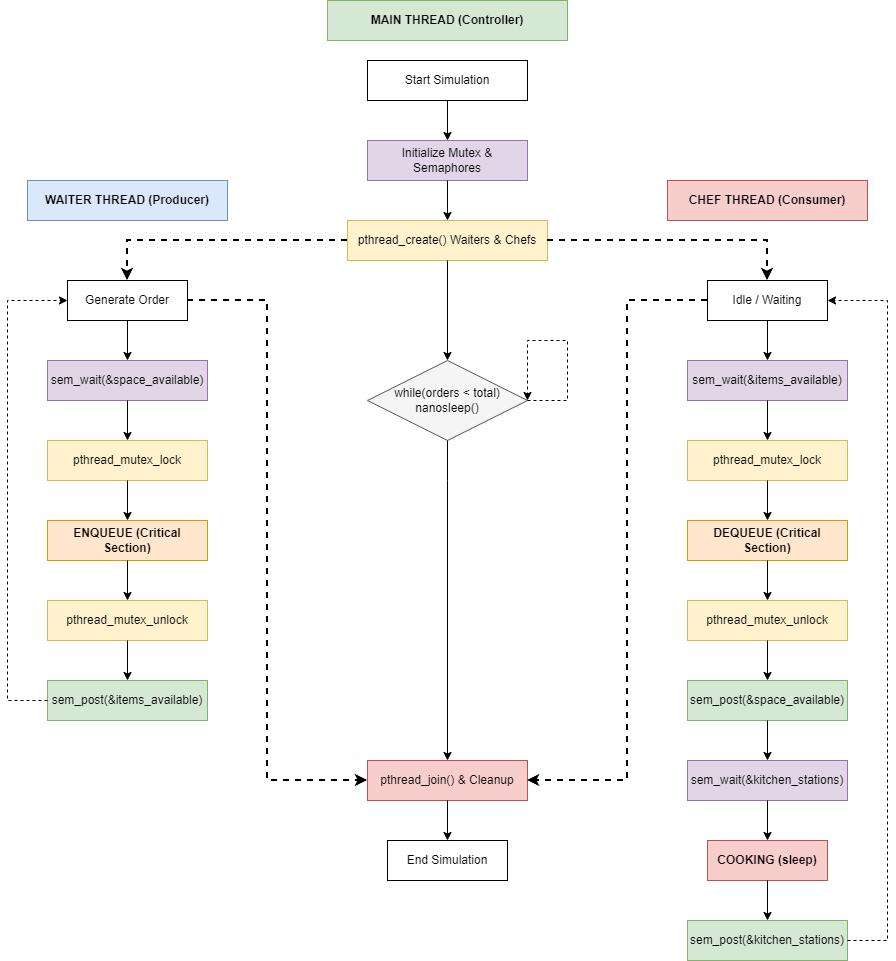 MAIN THREAD (Controller)
Start Simulation
Initialize Mutex &
Semaphores
WAITER THREAD (Producer)
CHEF THREAD (Consumer)
pthread_create() Waiters & Chefs
Generate Order
Idle / Waiting
sem_wait(&space_available)
while(orders < total)
nanosleep()
sem_wait(&items_available)
pthread_mutex_lock
pthread_mutex_lock
ENQUEUE (Critical
Section)
DEQUEUE (Critical
Section)
pthread_mutex_unlock
pthread_mutex_unlock
sem_post(&items_available)
sem_post(&space_available)
pthread_join() & Cleanup
sem_wait(&kitchen_stations)
End Simulation
COOKING (sleep)
sem_post(&kitchen_stations)